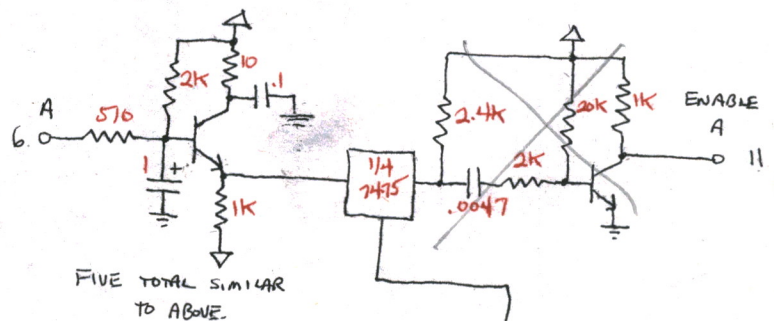 A
6.
510
2K
10
.1
1
+
1K
FIVE TOTAL SIMILAR
TO ABOVE.
1/4
7475
2.4K
.0047
2K
20K
1K
ENABLE
A
11